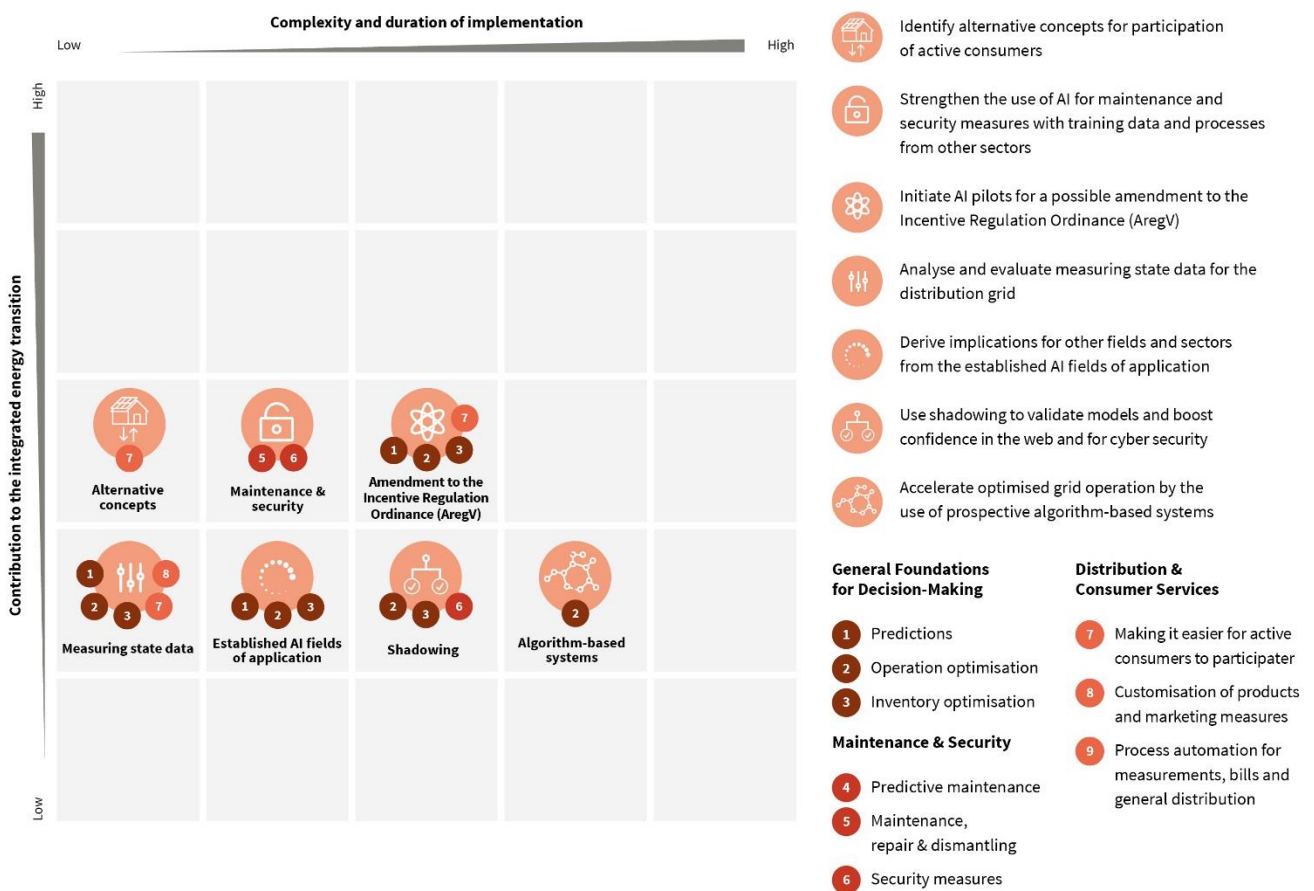 Complexity and duration of implementation
Low
High
Contribution to the integrated energy transition
High
Low
7
Alternative
concepts
5
6
Maintenance &
security
7
1
2
3
Amendment to the
Incentive Regulation
Ordinance (AregV)
1
8
2
3
7
Measuring state data
1
2
3
Established AI fields
of application
2
3
6
Shadowing
2
Algorithm-based
systems
Identify alternative concepts for participation
of active consumers
Strengthen the use of AI for maintenance and
security measures with training data and processes
from other sectors
Initiate AI pilots for a possible amendment to the
Incentive Regulation Ordinance (AregV)
Analyse and evaluate measuring state data for the
distribution grid
Derive implications for other fields and sectors
from the established AI fields of application
Use shadowing to validate models and boost
confidence in the web and for cyber security
Accelerate optimised grid operation by the
use of prospective algorithm-based systems
General Foundations
for Decision-Making
1 Predictions
2 Operation optimisation
3 Inventory optimisation
Maintenance & Security
4 Predictive maintenance
5 Maintenance,
repair & dismantling
6 Security measures
Distribution &
Consumer Services
7 Making it easier for active
consumers to participater
8 Customisation of products
and marketing measures
9 Process automation for
measurements, bills and
general distribution